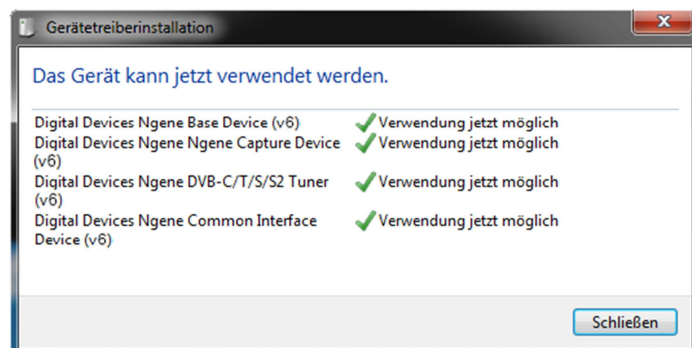 Gerätetreiberinstallation
Das Gerät kann jetzt verwendet werden.
Digital Devices Ngene Base Device (v6) Verwendung jetzt möglich
Digital Devices Ngene Ngene Capture Device Verwendung jetzt möglich
(v6)
Digital Devices Ngene DVB-C/T/S/S2 Tuner Verwendung jetzt möglich
(v6)
Digital Devices Ngene Common Interface Verwendung jetzt möglich
Device (v6)
Schließen